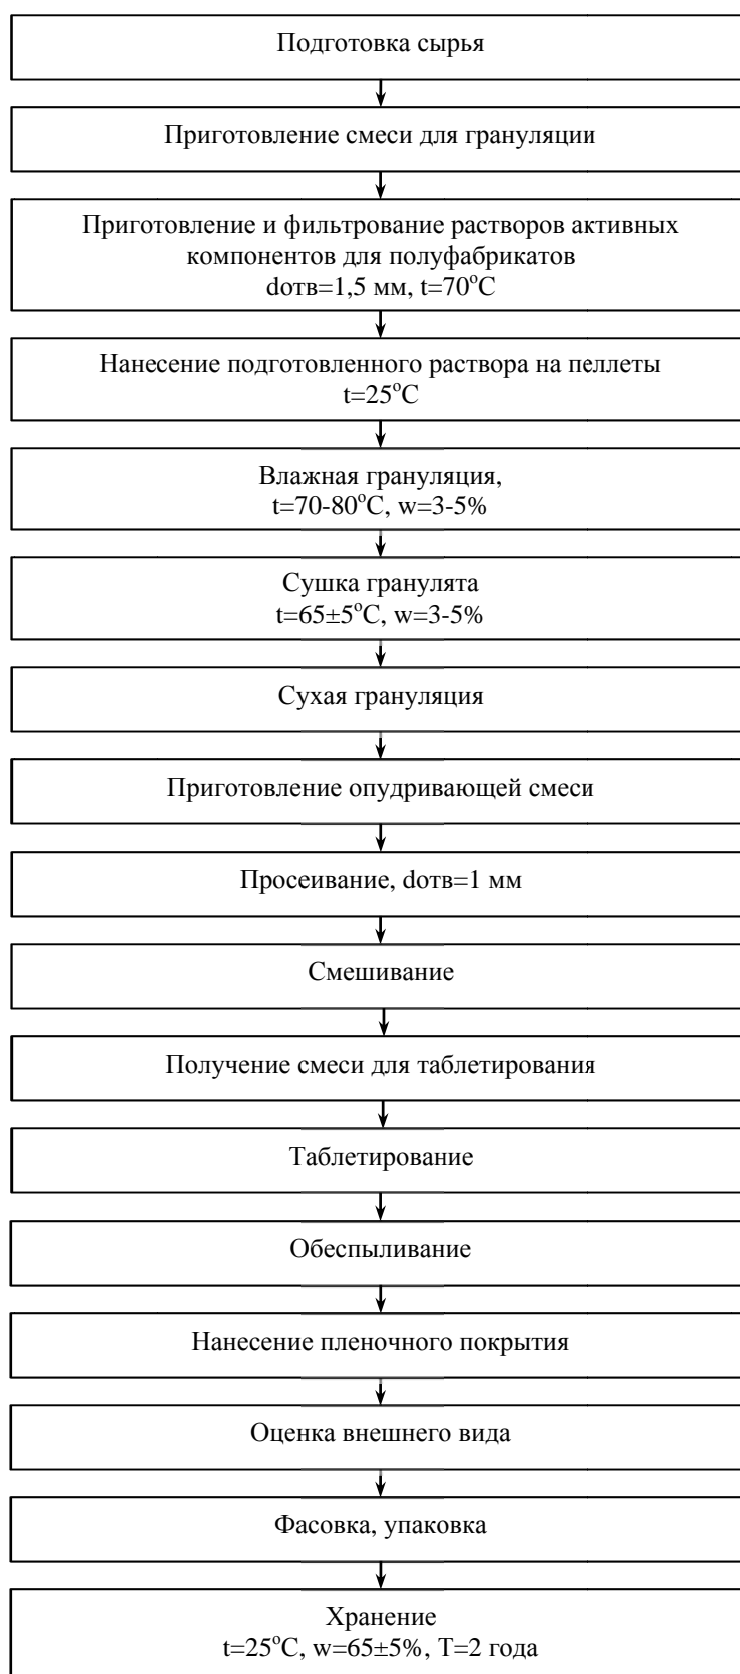 Подготовка сырья
Приготовление смеси для грануляции
Приготовление и фильтрование растворов активных
компонентов для полуфабрикатов
dотв=1,5 мм, t=70°C
Нанесение подготовленного раствора на пеллеты
t=25°C
Влажная грануляция,
t=70-80°C, w=3-5%
Сушка гранулята
t=65±5°C, w=3-5%
Сухая грануляция
Приготовление опудривающей смеси
Просеивание, dотв=1 мм
Смешивание
Получение смеси для таблетирования
Таблетирование
Обеспыливание
Нанесение пленочного покрытия
Оценка внешнего вида
Фасовка, упаковка
Хранение
t=25°C, w=65±5%, T=2 года